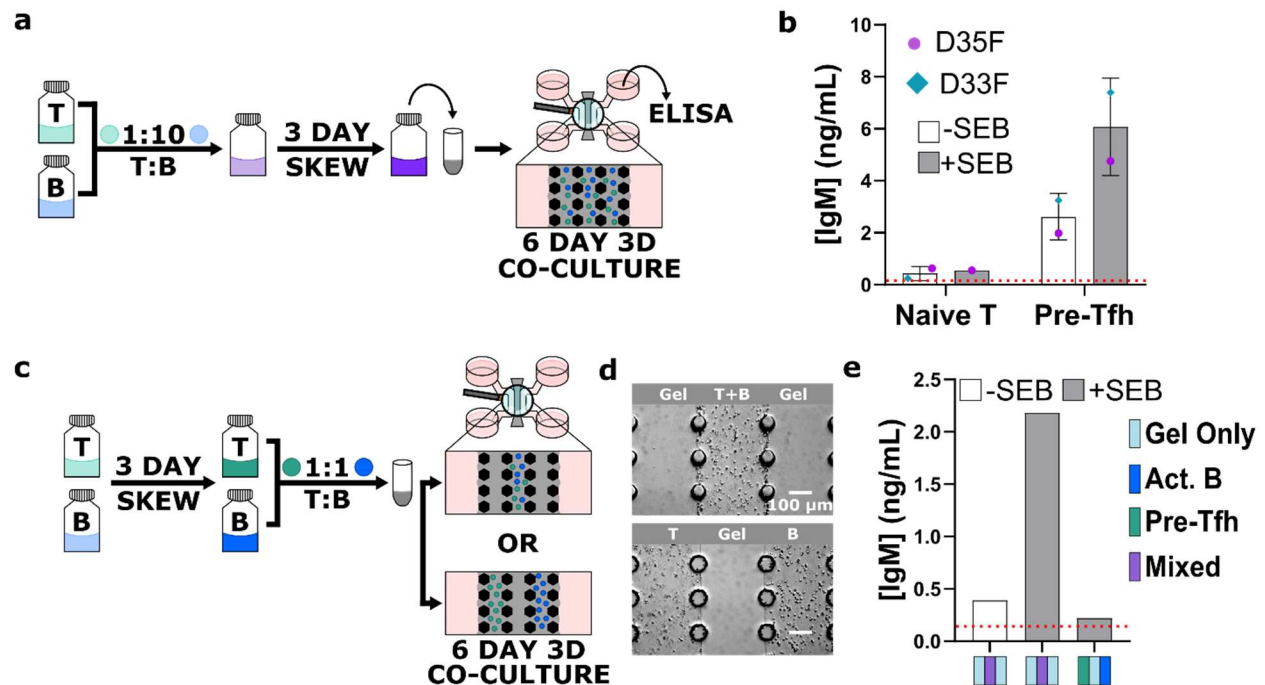 a
T
B
1:10
T:B
3 DAY
SKEW
ELISA
6 DAY 3D
CO-CULTURE
b
[IgM] (ng/mL)
10
8
6
4
2
0
D35F
D33F
-SEB
+SEB
Naive T
Pre-Tfh
c
T
B
3 DAY
SKEW
T
B
1:1
T:B
OR
6 DAY 3D
CO-CULTURE
d
Gel T+B Gel
100 µm
T Gel B
e
[IgM] (ng/mL)
2.5
2.0
1.5
1.0
0.5
0.0
-SEB +SEB
Gel Only
Act. B
Pre-Tfh
Mixed